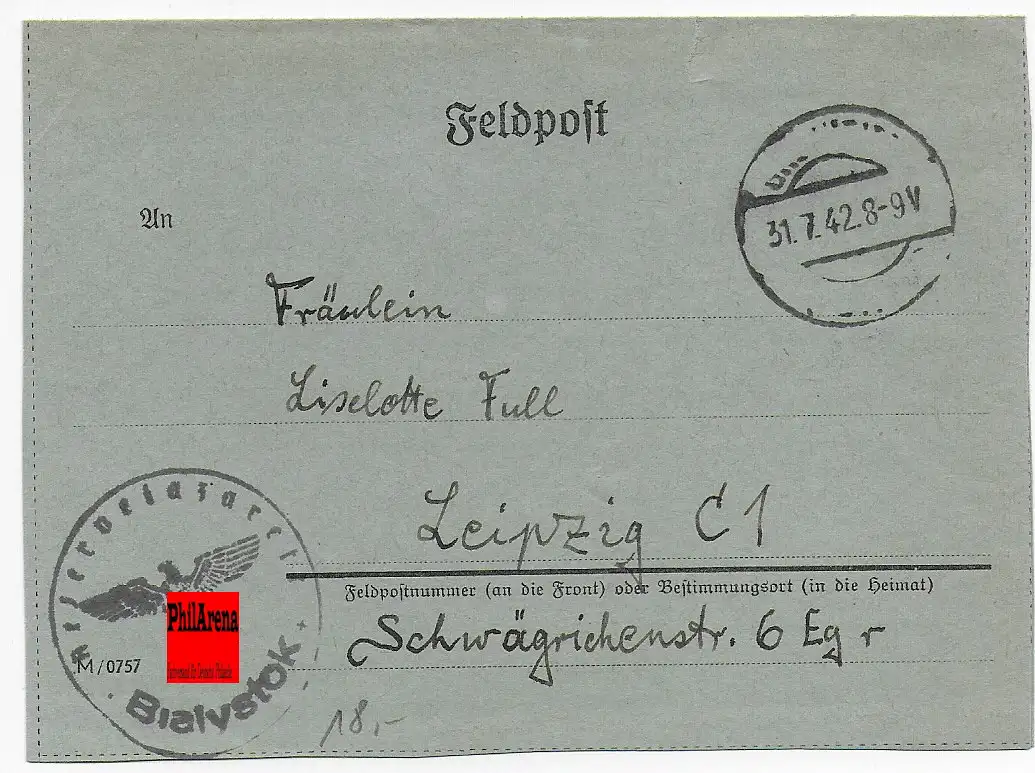 Feldpost
31.7.42.8-9V
An
Fräulein
Liselotte Full
Leipzig C 1
Feldpostnummer (an die Front) oder Bestimmungsort (in die Heimat)
Schwägrichenstr. 6 Eg r
PhilArena
M/0757
Bialystok
18,-